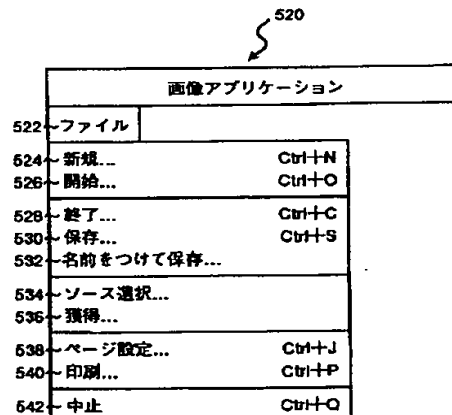 520
画像アプリケーション
522 ファイル
524 新規... Ctrl+N
526 開始... Ctrl+O
528 終了... Ctrl+C
530 保存... Ctrl+S
532 名前をつけて保存...
534 ソース選択...
536 獲得...
538 ページ設定... Ctrl+J
540 印刷... Ctrl+P
542 中止 Ctrl+Q